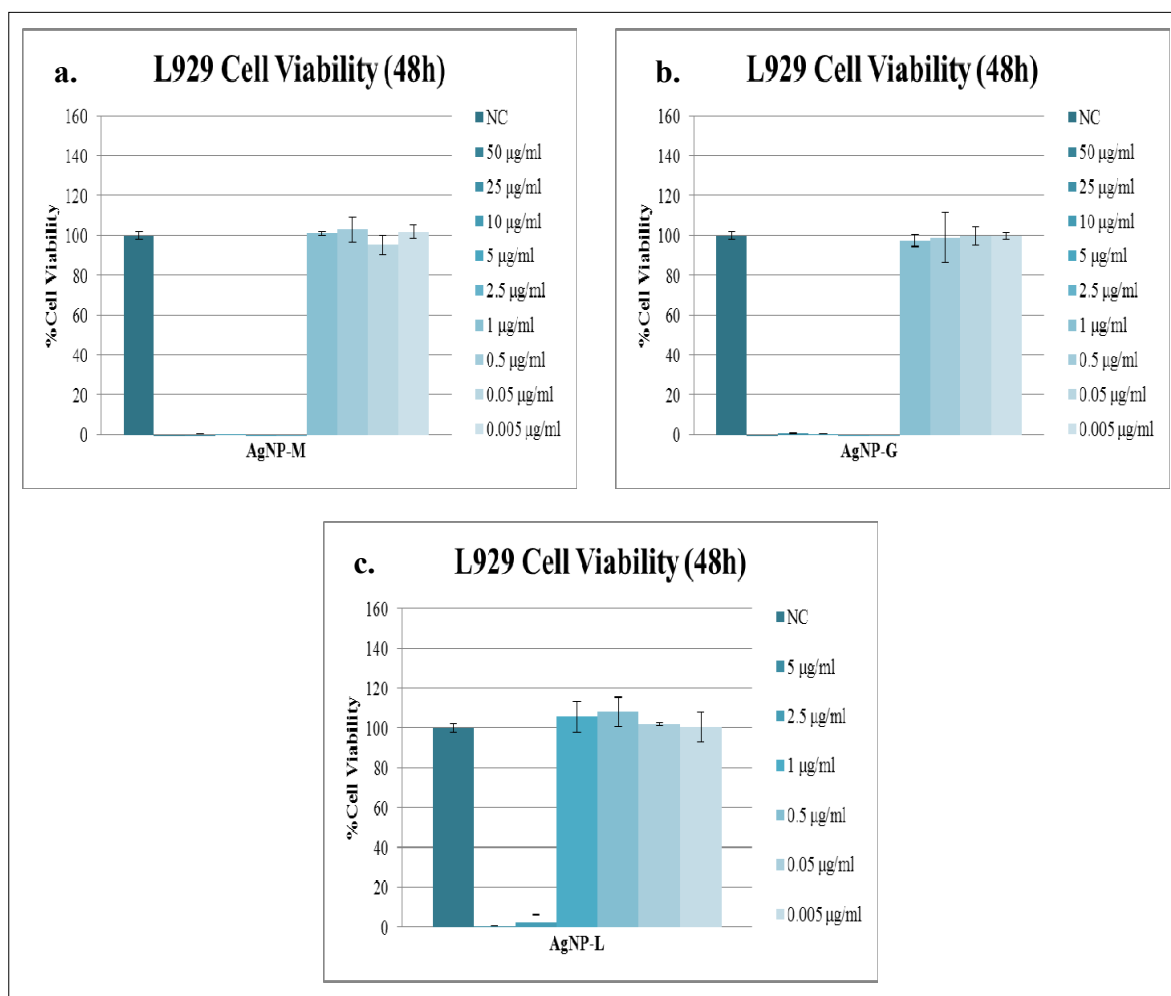 a.
L929 Cell Viability (48h)
%Cell Viability
160
140
120
100
80
60
40
20
0
AgNP-M
NC
50 μg/ml
25 μg/ml
10 μg/ml
5 μg/ml
2.5 μg/ml
1 μg/ml
0.5 μg/ml
0.05 μg/ml
0.005 μg/ml
b.
L929 Cell Viability (48h)
%Cell Viability
160
140
120
100
80
60
40
20
0
AgNP-G
NC
50 μg/ml
25 μg/ml
10 μg/ml
5 μg/ml
2.5 μg/ml
1 μg/ml
0.5 μg/ml
0.05 μg/ml
0.005 μg/ml
c.
L929 Cell Viability (48h)
%Cell Viability
160
140
120
100
80
60
40
20
0
AgNP-L
NC
5 μg/ml
2.5 μg/ml
1 μg/ml
0.5 μg/ml
0.05 μg/ml
0.005 μg/ml